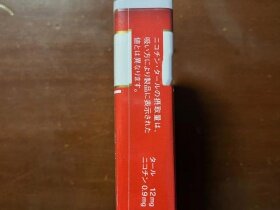 ニコチン・タールの摂取量は、
吸い方により製品に表示された
値とは異なります。
タール 12mg
ニコチン 0.9mg